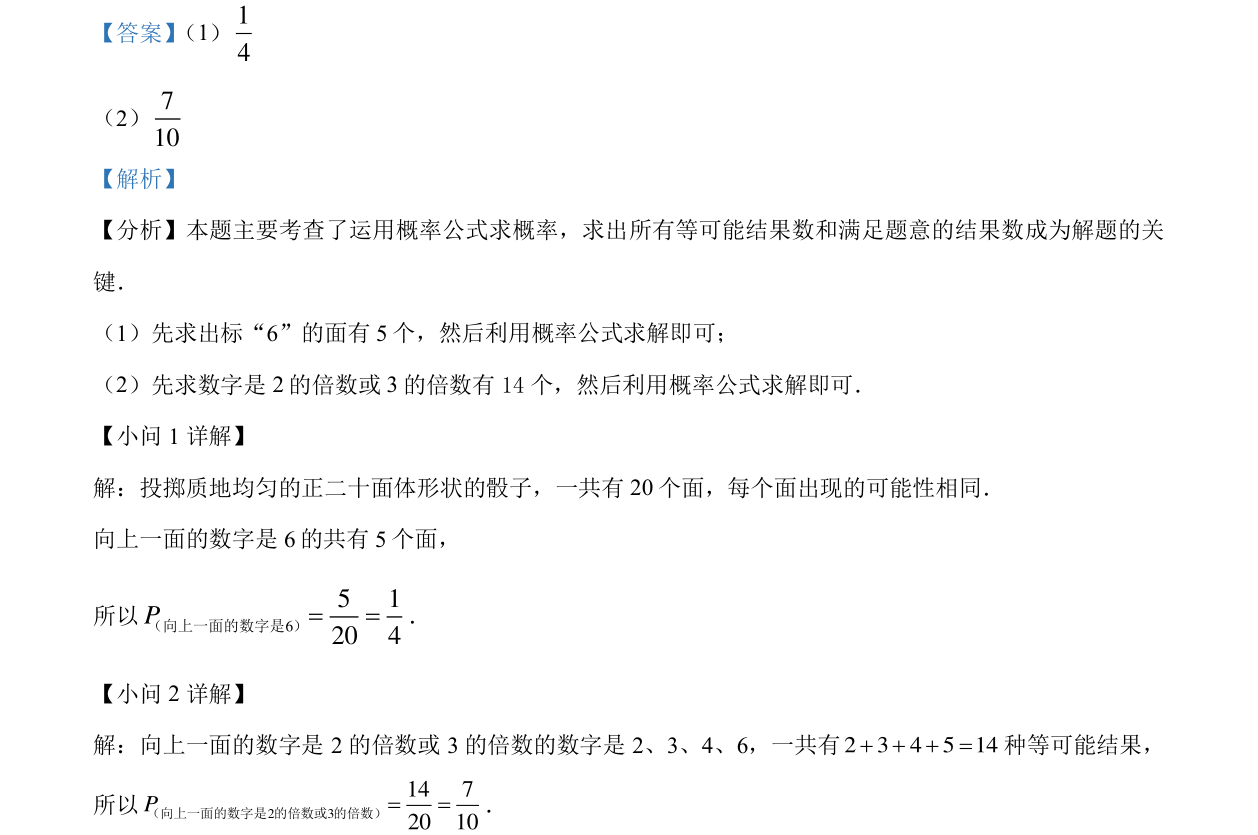 【答案】（1）1/4
（2）7/10
【解析】
【分析】本题主要考查了运用概率公式求概率，求出所有等可能结果数和满足题意的结果数成为解题的关
键．
（1）先求出标“6”的面有 5 个，然后利用概率公式求解即可；
（2）先求数字是 2 的倍数或 3 的倍数有 14 个，然后利用概率公式求解即可．
【小问 1 详解】
解：投掷质地均匀的正二十面体形状的骰子，一共有 20 个面，每个面出现的可能性相同．
向上一面的数字是 6 的共有 5 个面，
所以 P（向上一面的数字是6） = 5/20 = 1/4．
【小问 2 详解】
解：向上一面的数字是 2 的倍数或 3 的倍数的数字是 2、3、4、6，一共有 2+3+4+5=14 种等可能结果，
所以 P（向上一面的数字是2的倍数或3的倍数） = 14/20 = 7/10．